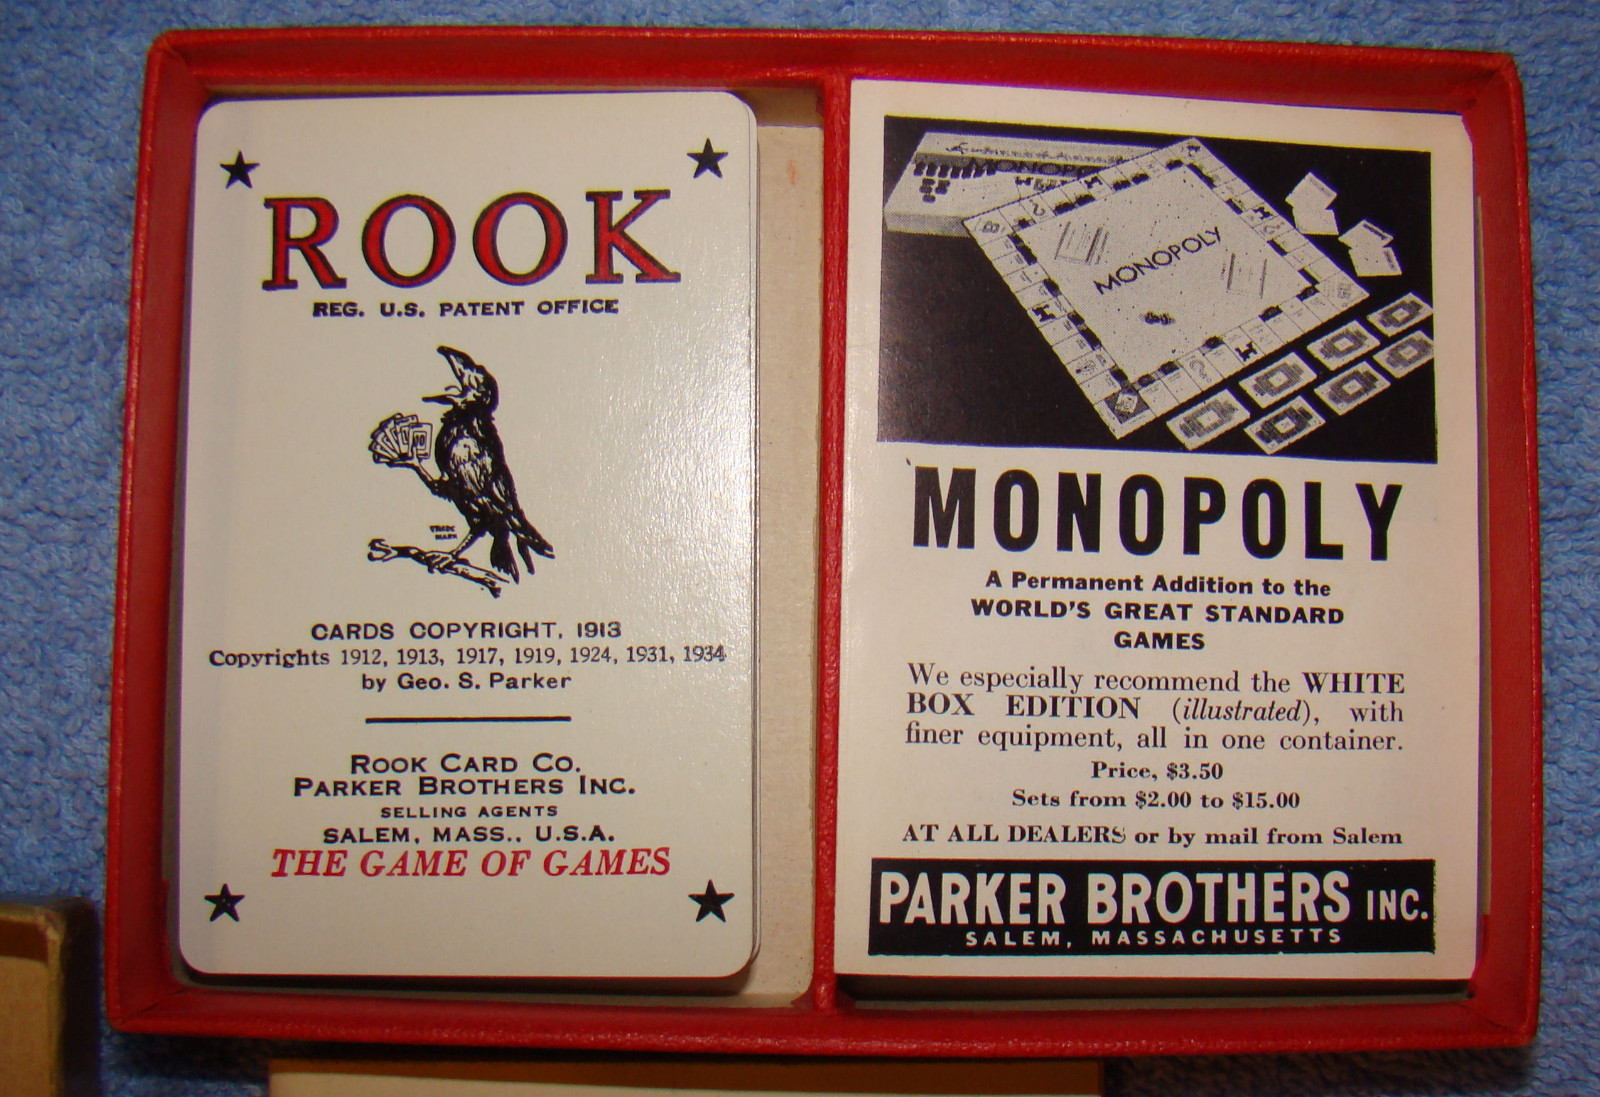 ROOK
REG. U.S. PATENT OFFICE
TRADE
MARK
CARDS COPYRIGHT, 1913
Copyrights 1912, 1913, 1917, 1919, 1924, 1931, 1934
by Geo. S. Parker
ROOK CARD CO.
PARKER BROTHERS INC.
SELLING AGENTS
SALEM, MASS., U.S.A.
THE GAME OF GAMES
MONOPOLY
MONOPOLY
MONOPOLY
A Permanent Addition to the
WORLD'S GREAT STANDARD
GAMES
We especially recommend the WHITE
BOX EDITION (illustrated), with
finer equipment, all in one container.
Price, $3.50
Sets from $2.00 to $15.00
AT ALL DEALERS or by mail from Salem
PARKER BROTHERS INC.
SALEM, MASSACHUSETTS